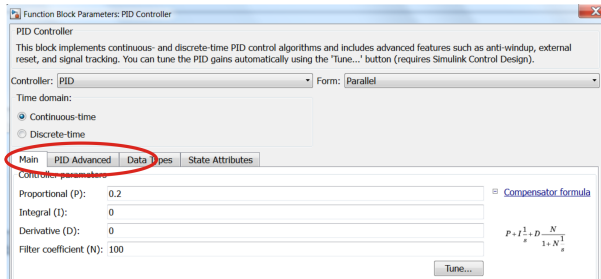 Function Block Parameters: PID Controller
PID Controller
This block implements continuous- and discrete-time PID control algorithms and includes advanced features such as anti-windup, external
reset, and signal tracking. You can tune the PID gains automatically using the 'Tune...' button (requires Simulink Control Design).
Controller: PID Form: Parallel
Time domain:
Continuous-time
Discrete-time
Main PID Advanced Data Types State Attributes
Controller parameters
Proportional (P): 0.2 Compensator formula
Integral (I): 0
Derivative (D): 0
Filter coefficient (N): 100
P+I 1/s +D N/(1+N 1/s)
Tune...